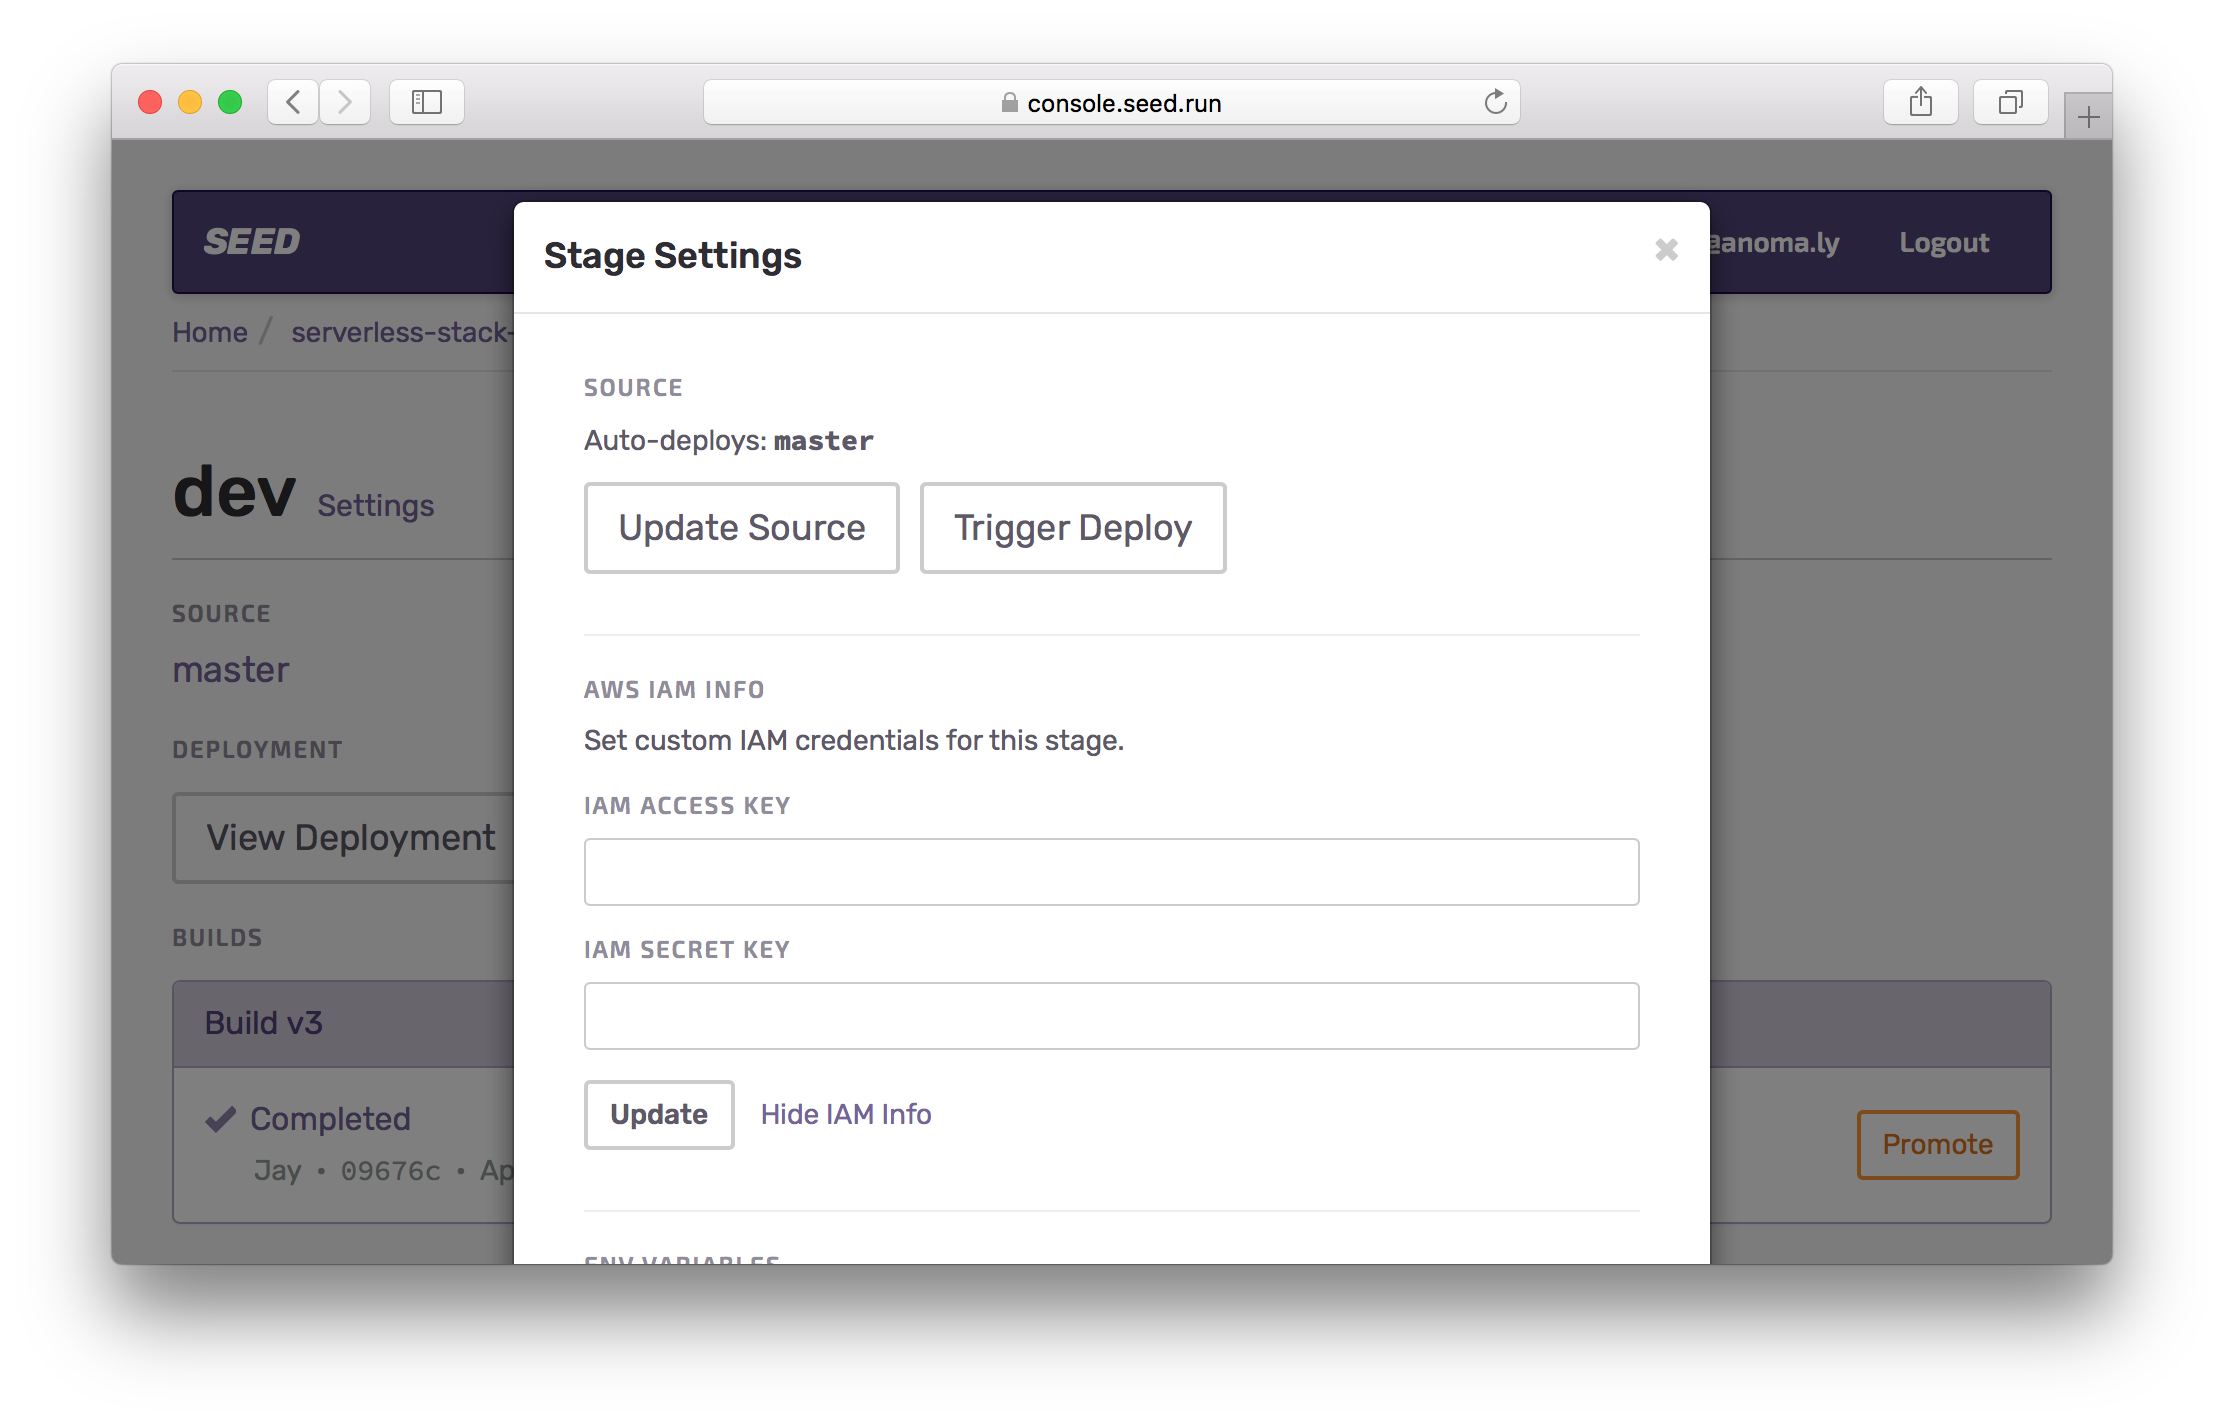 console.seed.run
SEED
@anoma.ly
Logout
Home / serverless-stack-
dev Settings
SOURCE
master
DEPLOYMENT
View Deployment
BUILDS
Build v3
Completed
Jay • 09676c • Ap
Promote
Stage Settings
SOURCE
Auto-deploys: master
Update Source
Trigger Deploy
AWS IAM INFO
Set custom IAM credentials for this stage.
IAM ACCESS KEY
IAM SECRET KEY
Update
Hide IAM Info
ENV VARIABLES